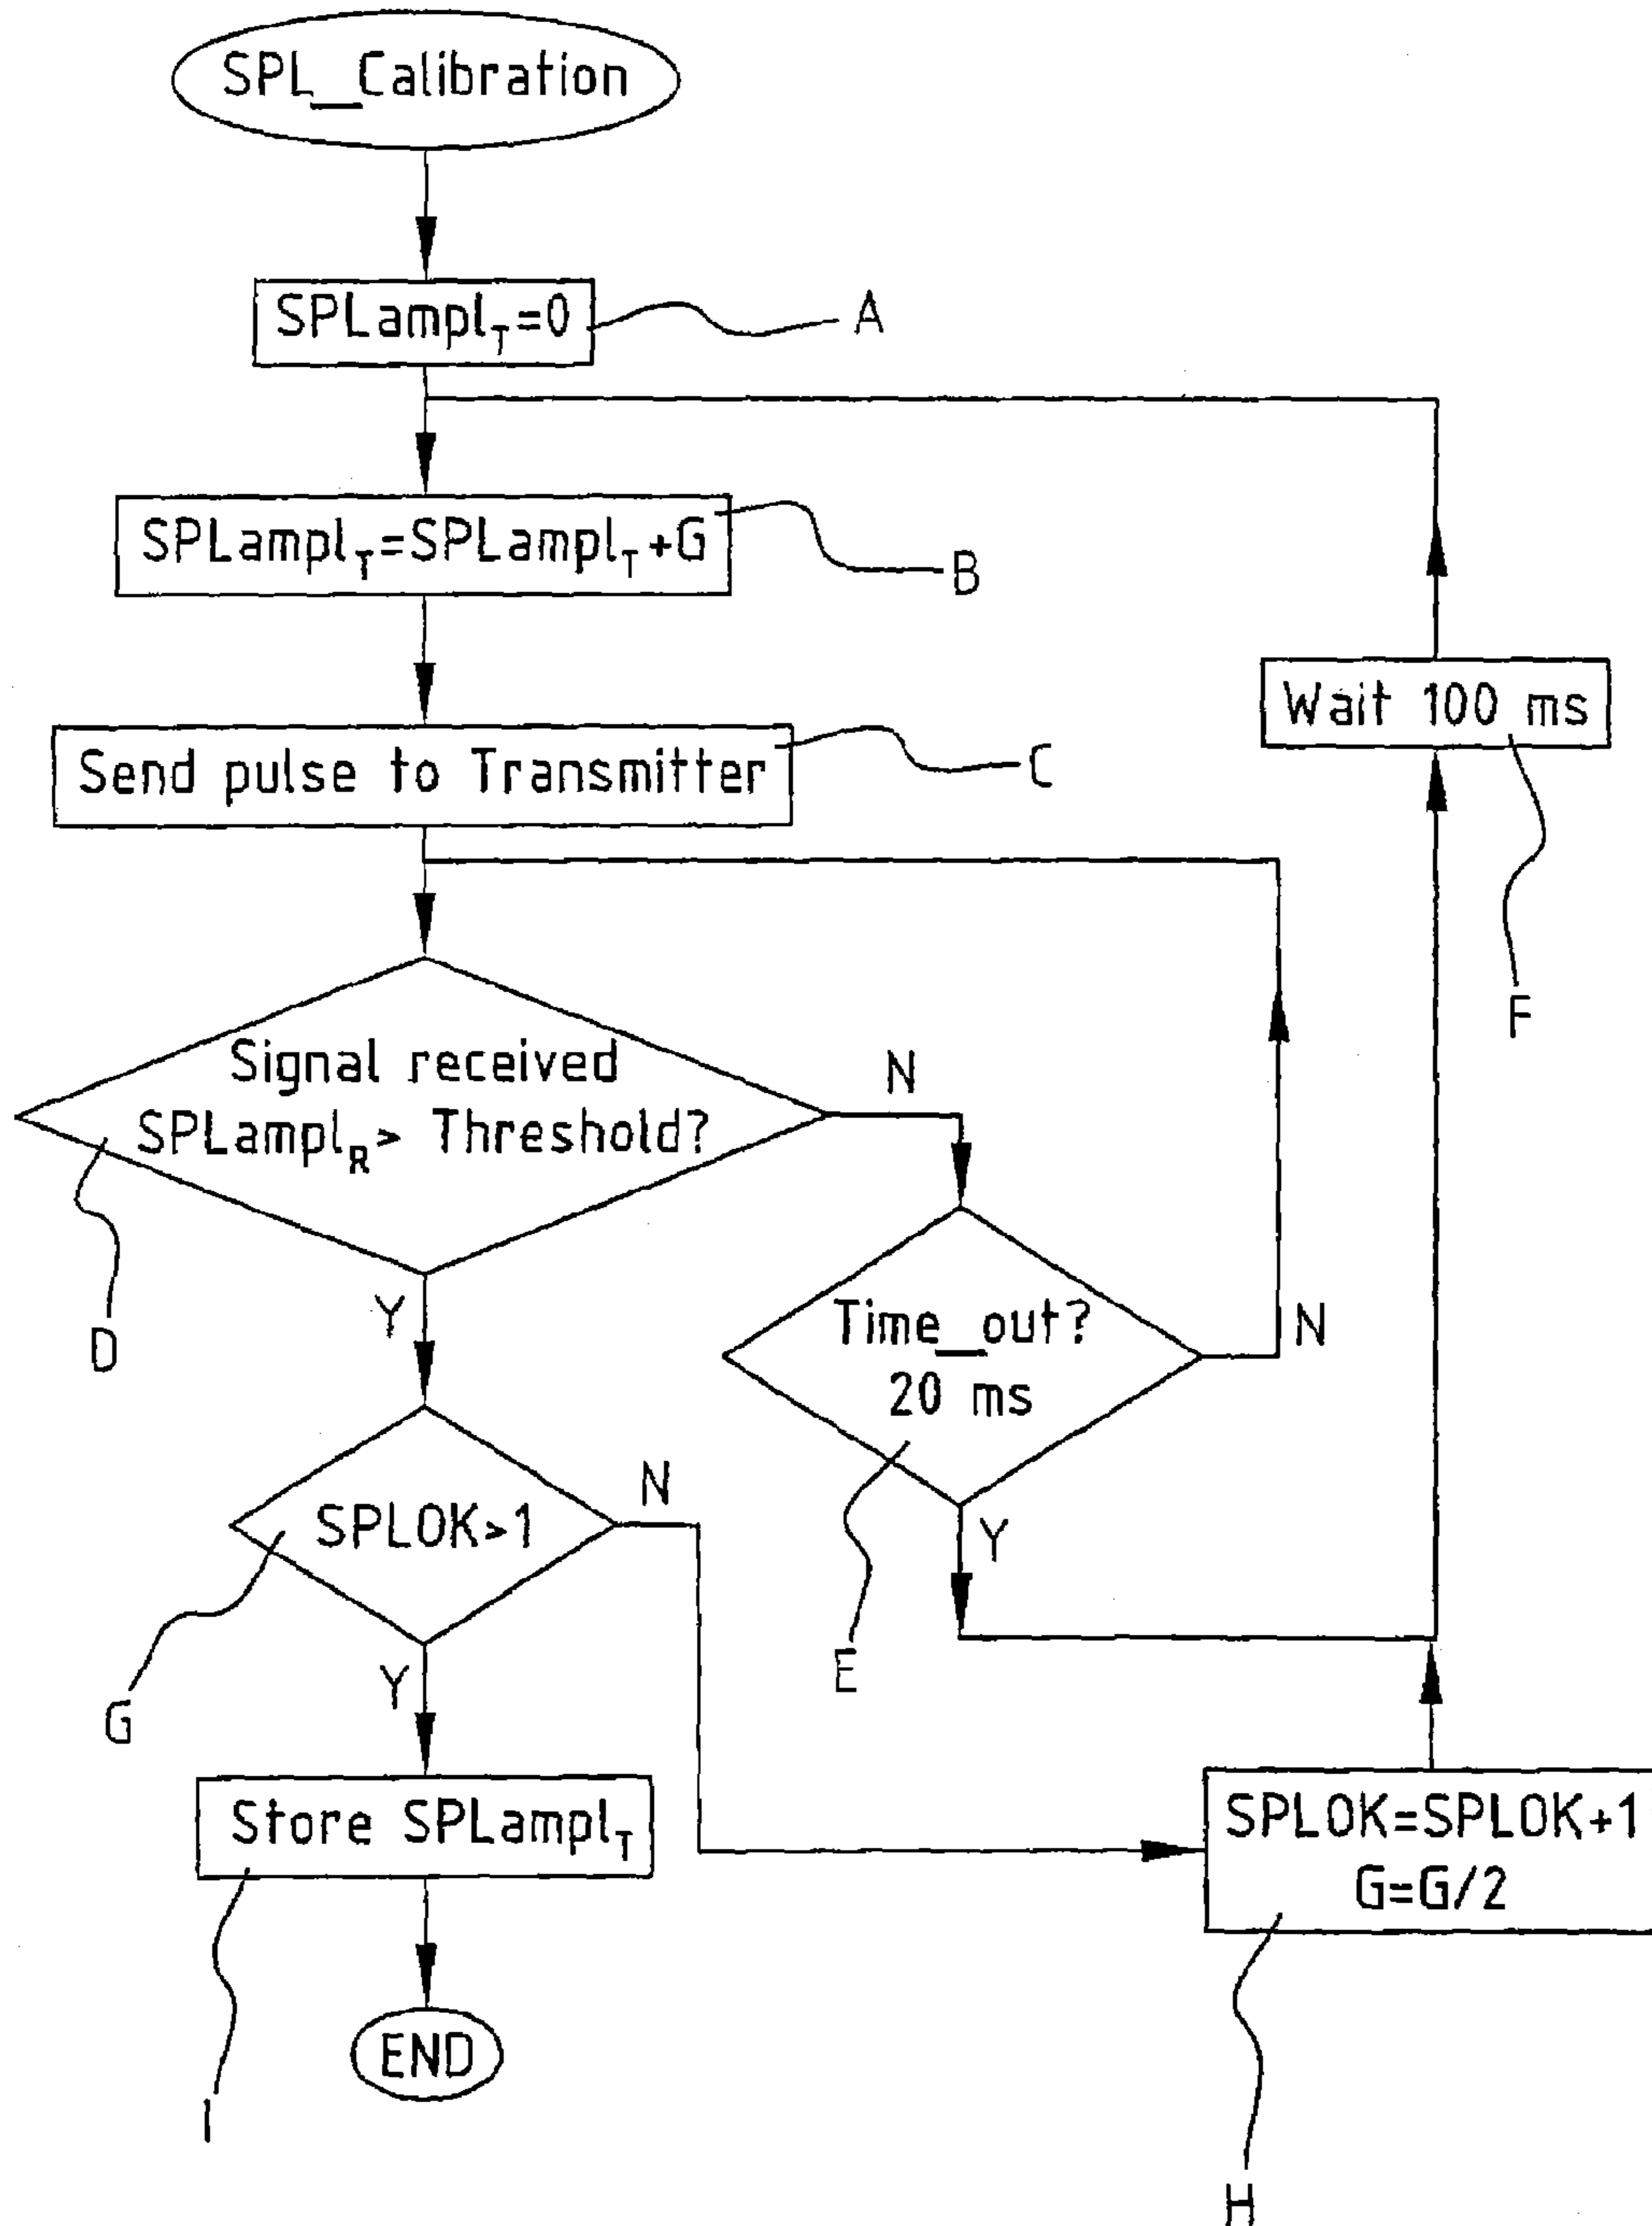 SPL_Calibration
SPLampl_T=0
A
SPLampl_T=SPLampl_T+G
B
Wait 100 ms
Send pulse to Transmitter
C
F
Signal received
SPLampl_R> Threshold?
N
D
Y
Time_out?
20 ms
N
E
Y
SPLOK>1
N
G
Y
Store SPLampl_T
I
SPLOK=SPLOK+1
G=G/2
H
END